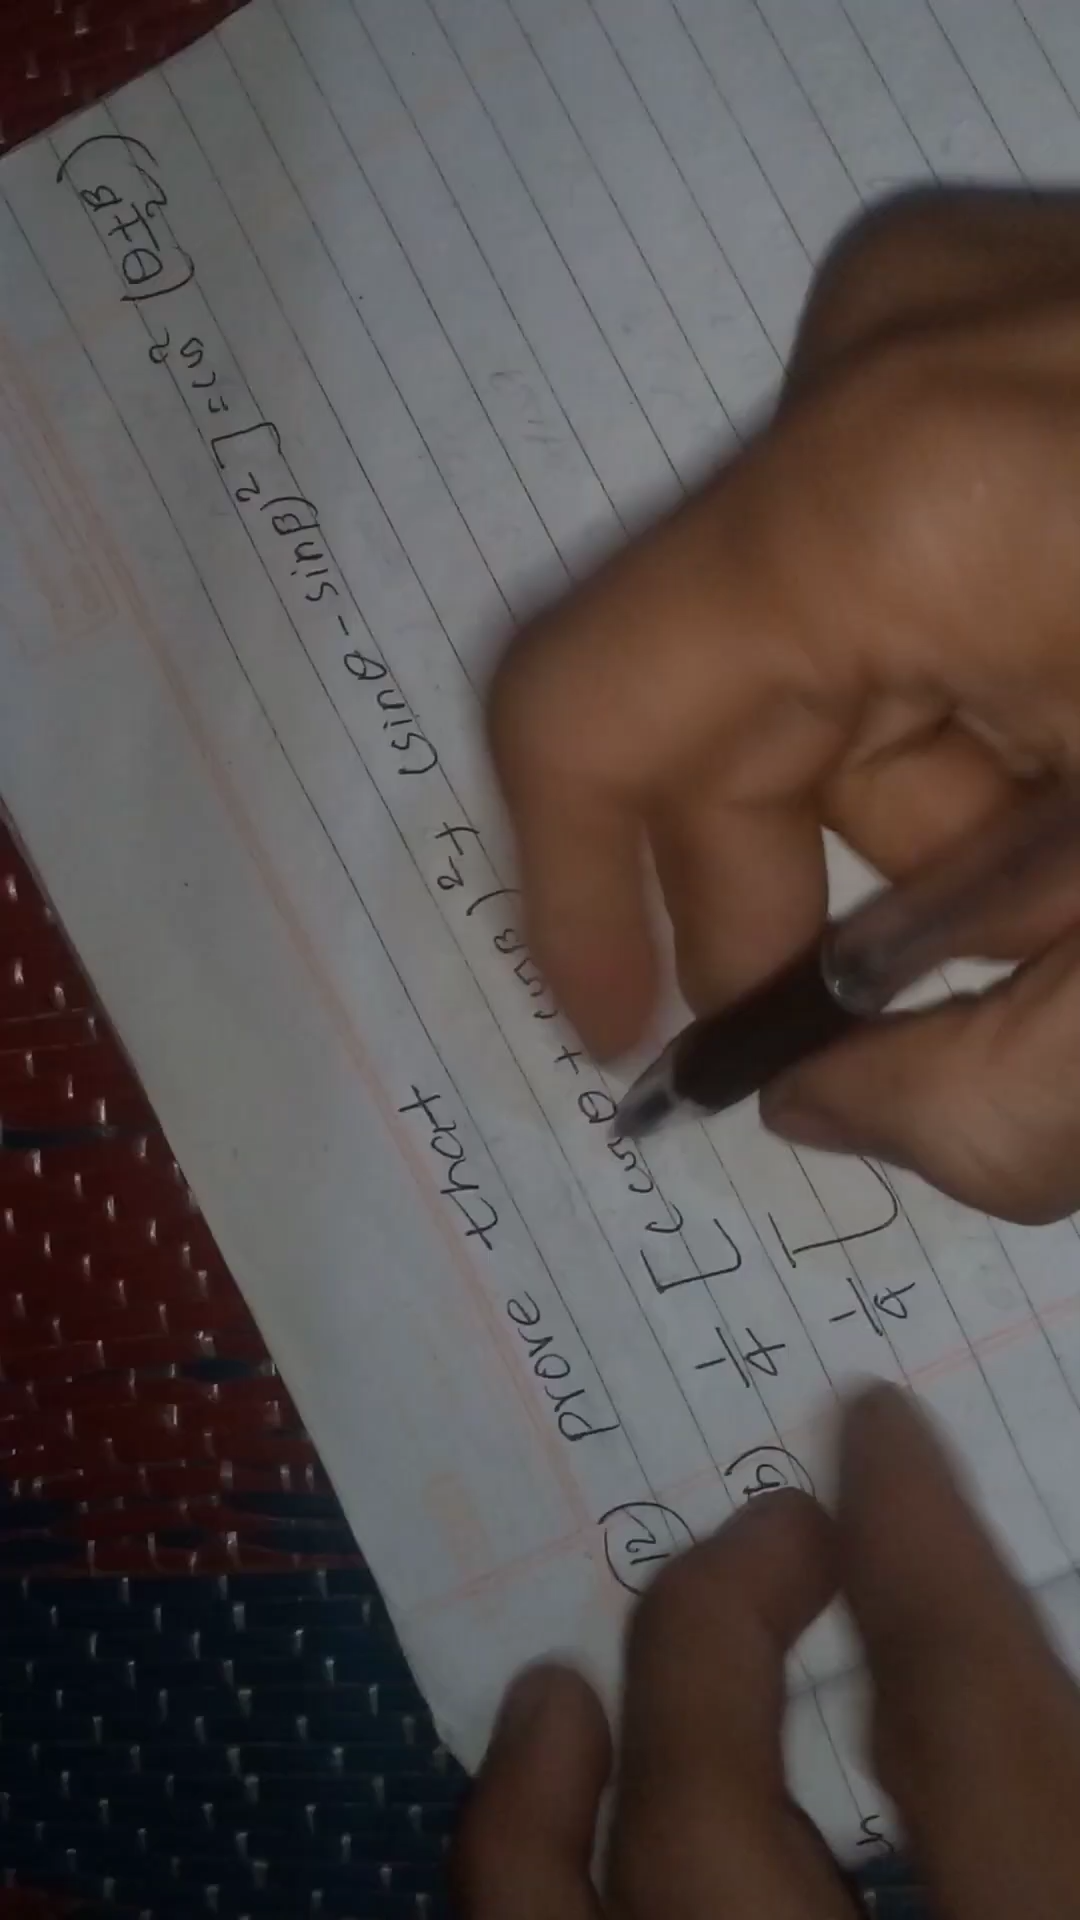 (12) Prove that
(b) 1/4 [(cosθ + cosβ)² + (sinθ - sinβ)²] = cos² (θ+β/2)
1/4 [